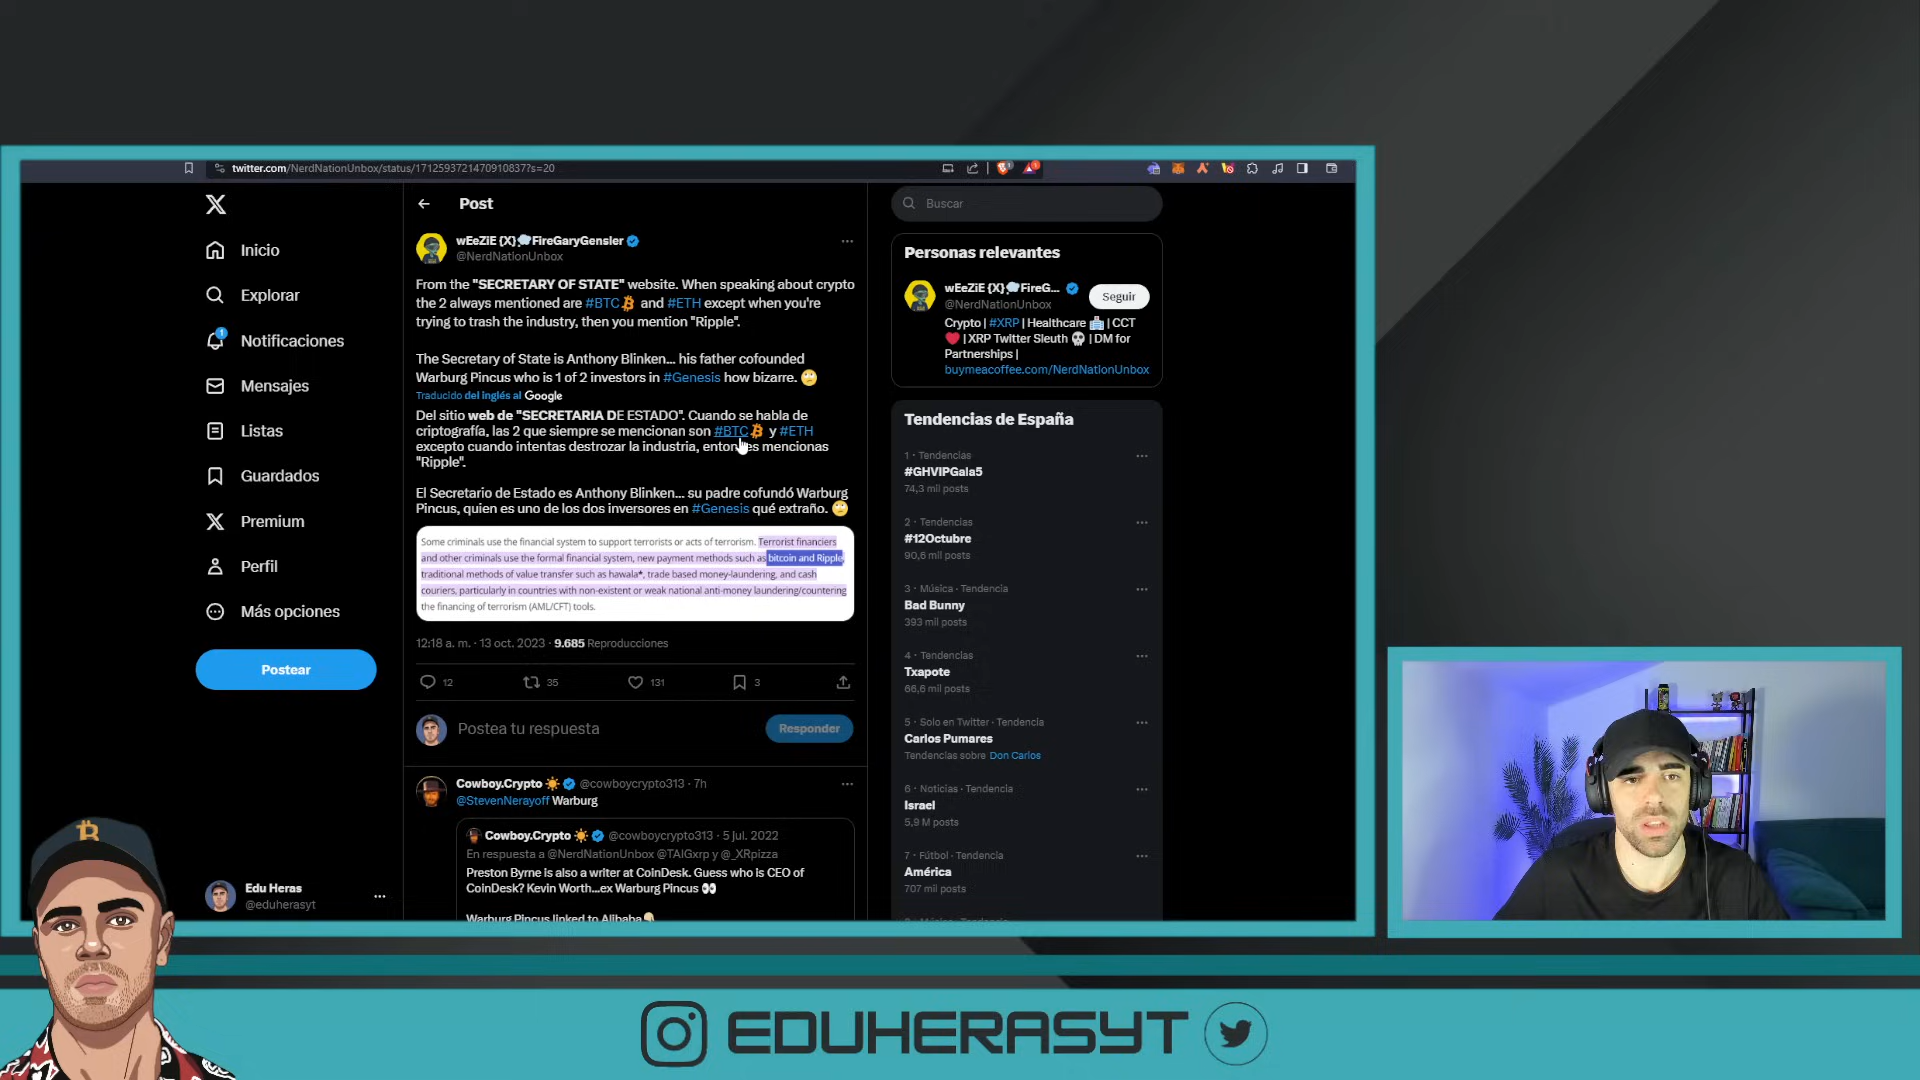 twitter.com/NerdNationUnbox/status/1712593721470910837?s=20
Inicio
Explorar
1
Notificaciones
Mensajes
Listas
Guardados
Premium
Perfil
Más opciones
Postear
Edu Heras
@eduherasyt
Post
wEeZiE {X}💭FireGaryGensler
@NerdNationUnbox
From the "SECRETARY OF STATE" website. When speaking about crypto
the 2 always mentioned are #BTC and #ETH except when you're
trying to trash the industry, then you mention "Ripple".
The Secretary of State is Anthony Blinken... his father cofounded
Warburg Pincus who is 1 of 2 investors in #Genesis how bizarre. 🙄
Traducido del inglés al Google
Del sitio web de "SECRETARIA DE ESTADO". Cuando se habla de
criptografía, las 2 que siempre se mencionan son #BTC y #ETH
excepto cuando intentas destrozar la industria, entonces mencionas
"Ripple".
El Secretario de Estado es Anthony Blinken... su padre cofundó Warburg
Pincus, quien es uno de los dos inversores en #Genesis qué extraño. 🙄
Some criminals use the financial system to support terrorists or acts of terrorism. Terrorist financiers
and other criminals use the formal financial system, new payment methods such as bitcoin and Ripple,
traditional methods of value transfer such as hawala*, trade based money-laundering, and cash
couriers, particularly in countries with non-existent or weak national anti-money laundering/countering
the financing of terrorism (AML/CFT) tools.
12:18 a. m. · 13 oct. 2023 · 9.685 Reproducciones
12 35 131 3
Postea tu respuesta
Responder
Cowboy.Crypto ☀️ @cowboycrypto313 · 7h
@StevenNerayoff Warburg
Cowboy.Crypto ☀️ @cowboycrypto313 · 5 jul. 2022
En respuesta a @NerdNationUnbox @TAIGxrp y @_XRpizza
Preston Byrne is also a writer at CoinDesk. Guess who is CEO of
CoinDesk? Kevin Worth...ex Warburg Pincus 👀
Warburg Pincus linked to Alibaba👇
Buscar
Personas relevantes
wEeZiE {X}💭FireG...
@NerdNationUnbox
Seguir
Crypto | #XRP | Healthcare 🏥 | CCT
❤️ | XRP Twitter Sleuth 💀 | DM for
Partnerships |
buymeacoffee.com/NerdNationUnbox
Tendencias de España
1 · Tendencias
#GHVIPGala5
74,3 mil posts
2 · Tendencias
#12Octubre
90,6 mil posts
3 · Música · Tendencia
Bad Bunny
393 mil posts
4 · Tendencias
Txapote
66,6 mil posts
5 · Solo en Twitter · Tendencia
Carlos Pumares
Tendencias sobre Don Carlos
6 · Noticias · Tendencia
Israel
5,9 M posts
7 · Fútbol · Tendencia
América
707 mil posts
EDUHERASYT